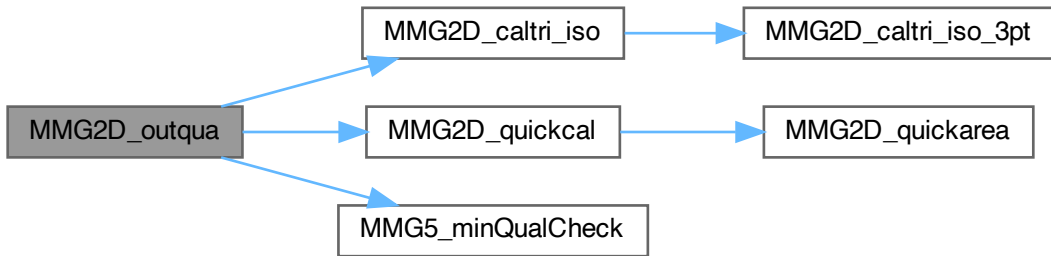 MMG2D_caltri_iso
MMG2D_caltri_iso_3pt
MMG2D_outqua
MMG2D_quickcal
MMG2D_quickarea
MMG5_minQualCheck